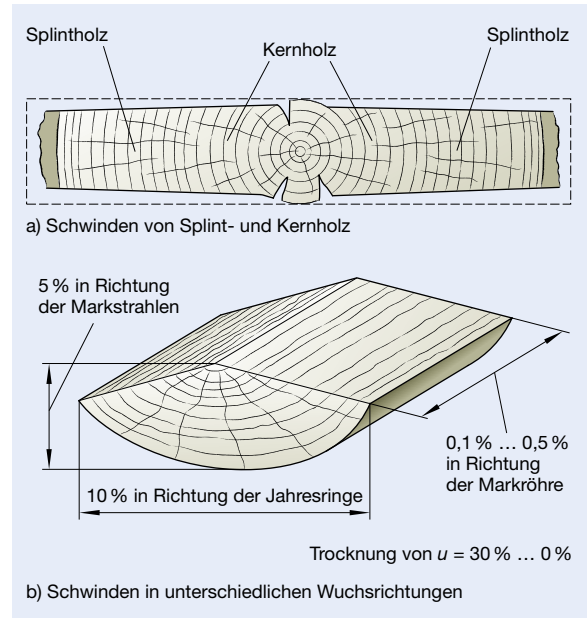 Splintholz
Kernholz
Splintholz
a) Schwinden von Splint- und Kernholz
5 % in Richtung
der Markstrahlen
0,1 % ... 0,5 %
in Richtung
der Markröhre
10 % in Richtung der Jahresringe
Trocknung von u = 30 % ... 0 %
b) Schwinden in unterschiedlichen Wuchsrichtungen